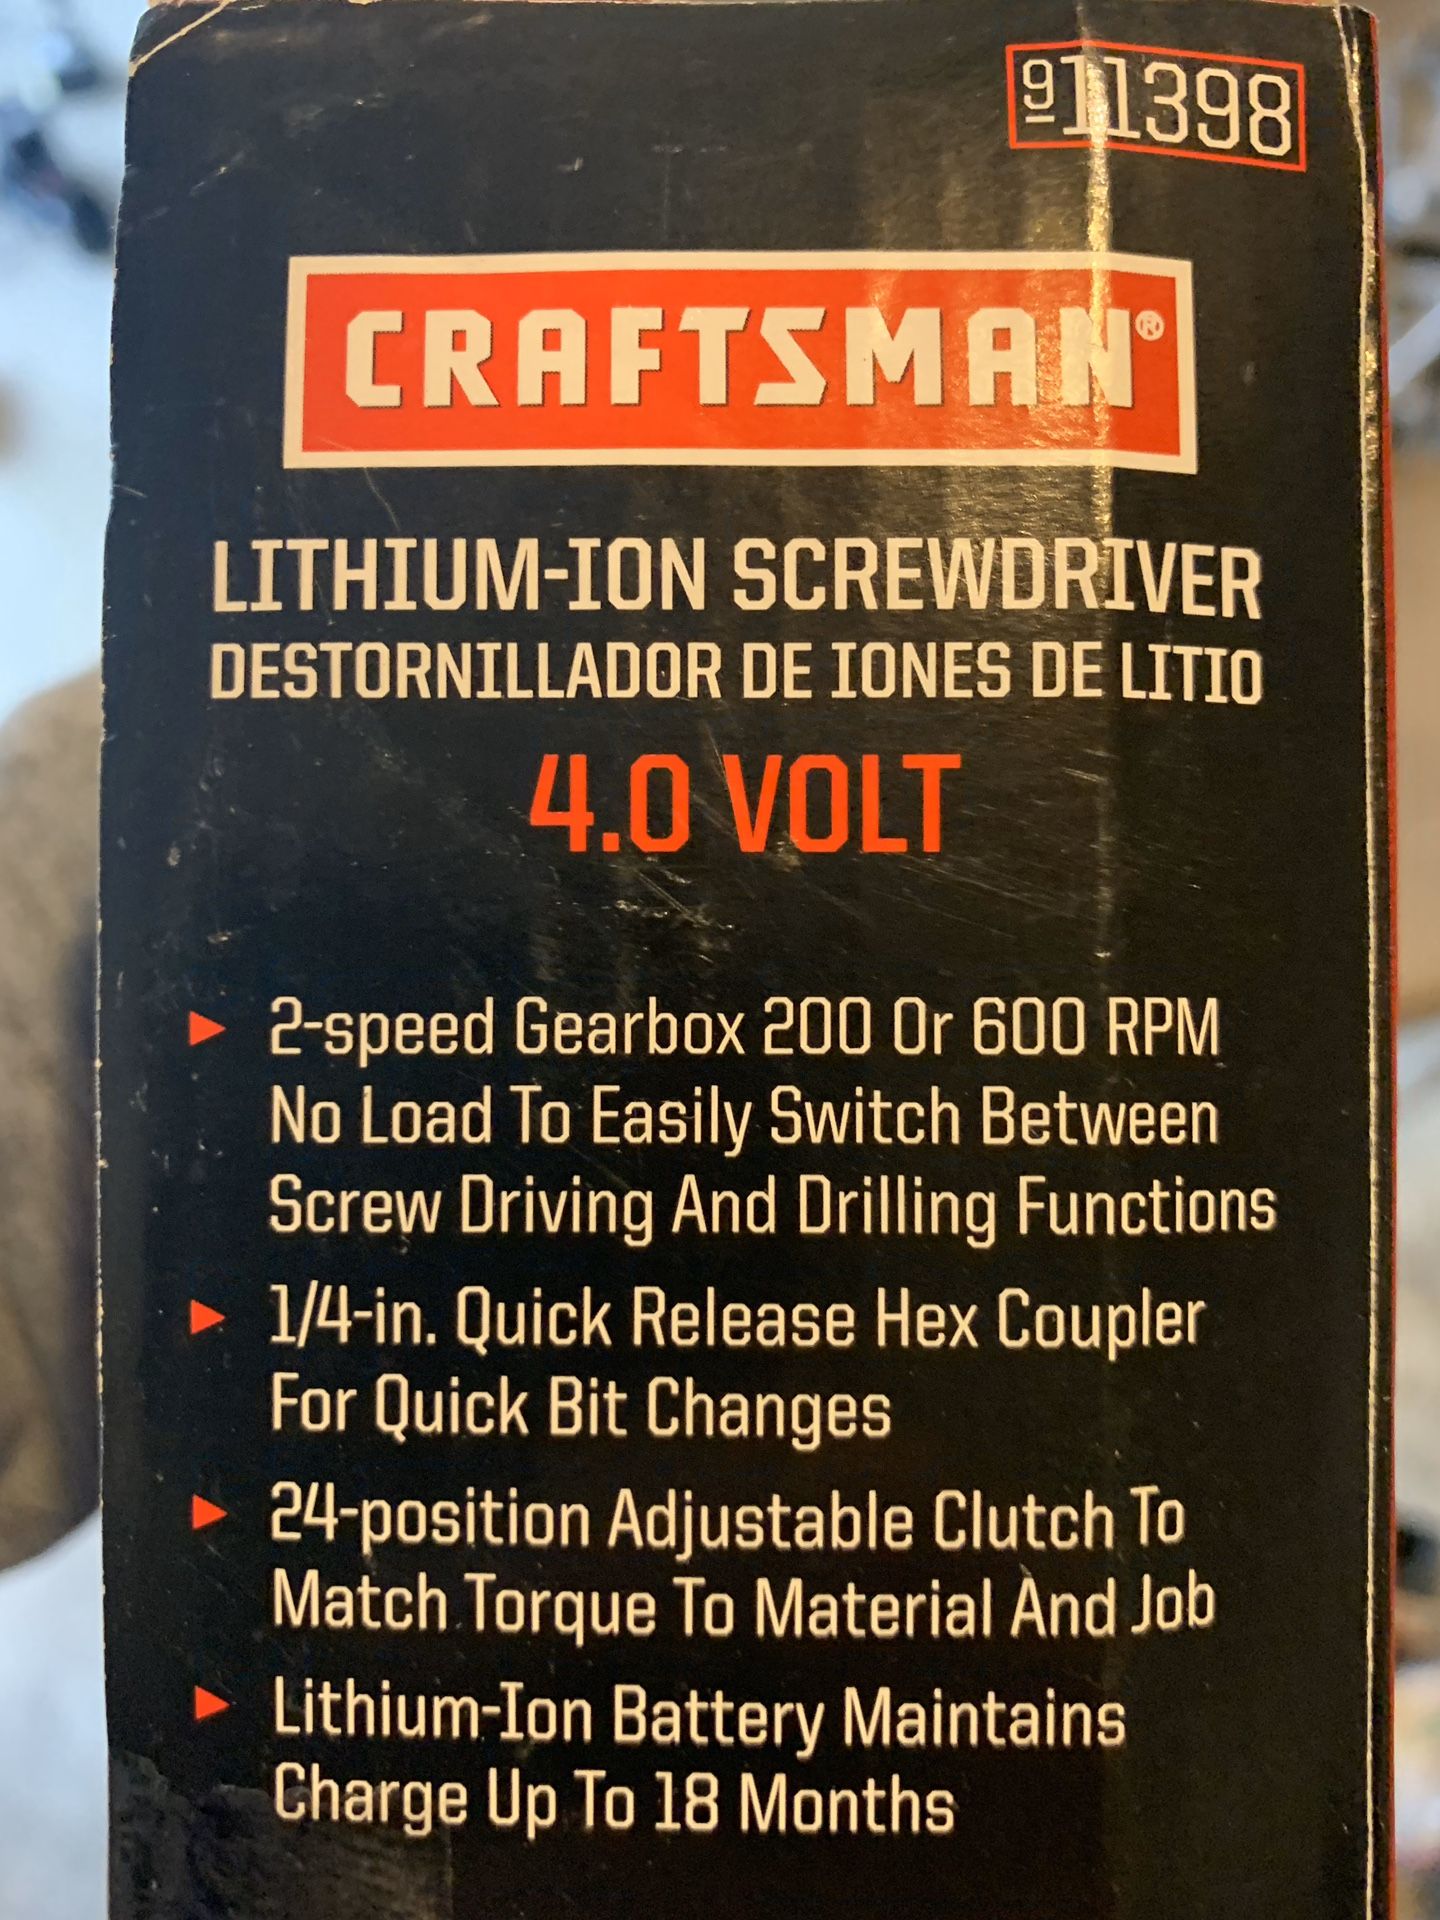 911398
CRAFTSMAN®
LITHIUM-ION SCREWDRIVER
DESTORNILLADOR DE IONES DE LITIO
4.0 VOLT
2-speed Gearbox 200 Or 600 RPM
No Load To Easily Switch Between
Screw Driving And Drilling Functions
1/4-in. Quick Release Hex Coupler
For Quick Bit Changes
24-position Adjustable Clutch To
Match Torque To Material And Job
Lithium-Ion Battery Maintains
Charge Up To 18 Months